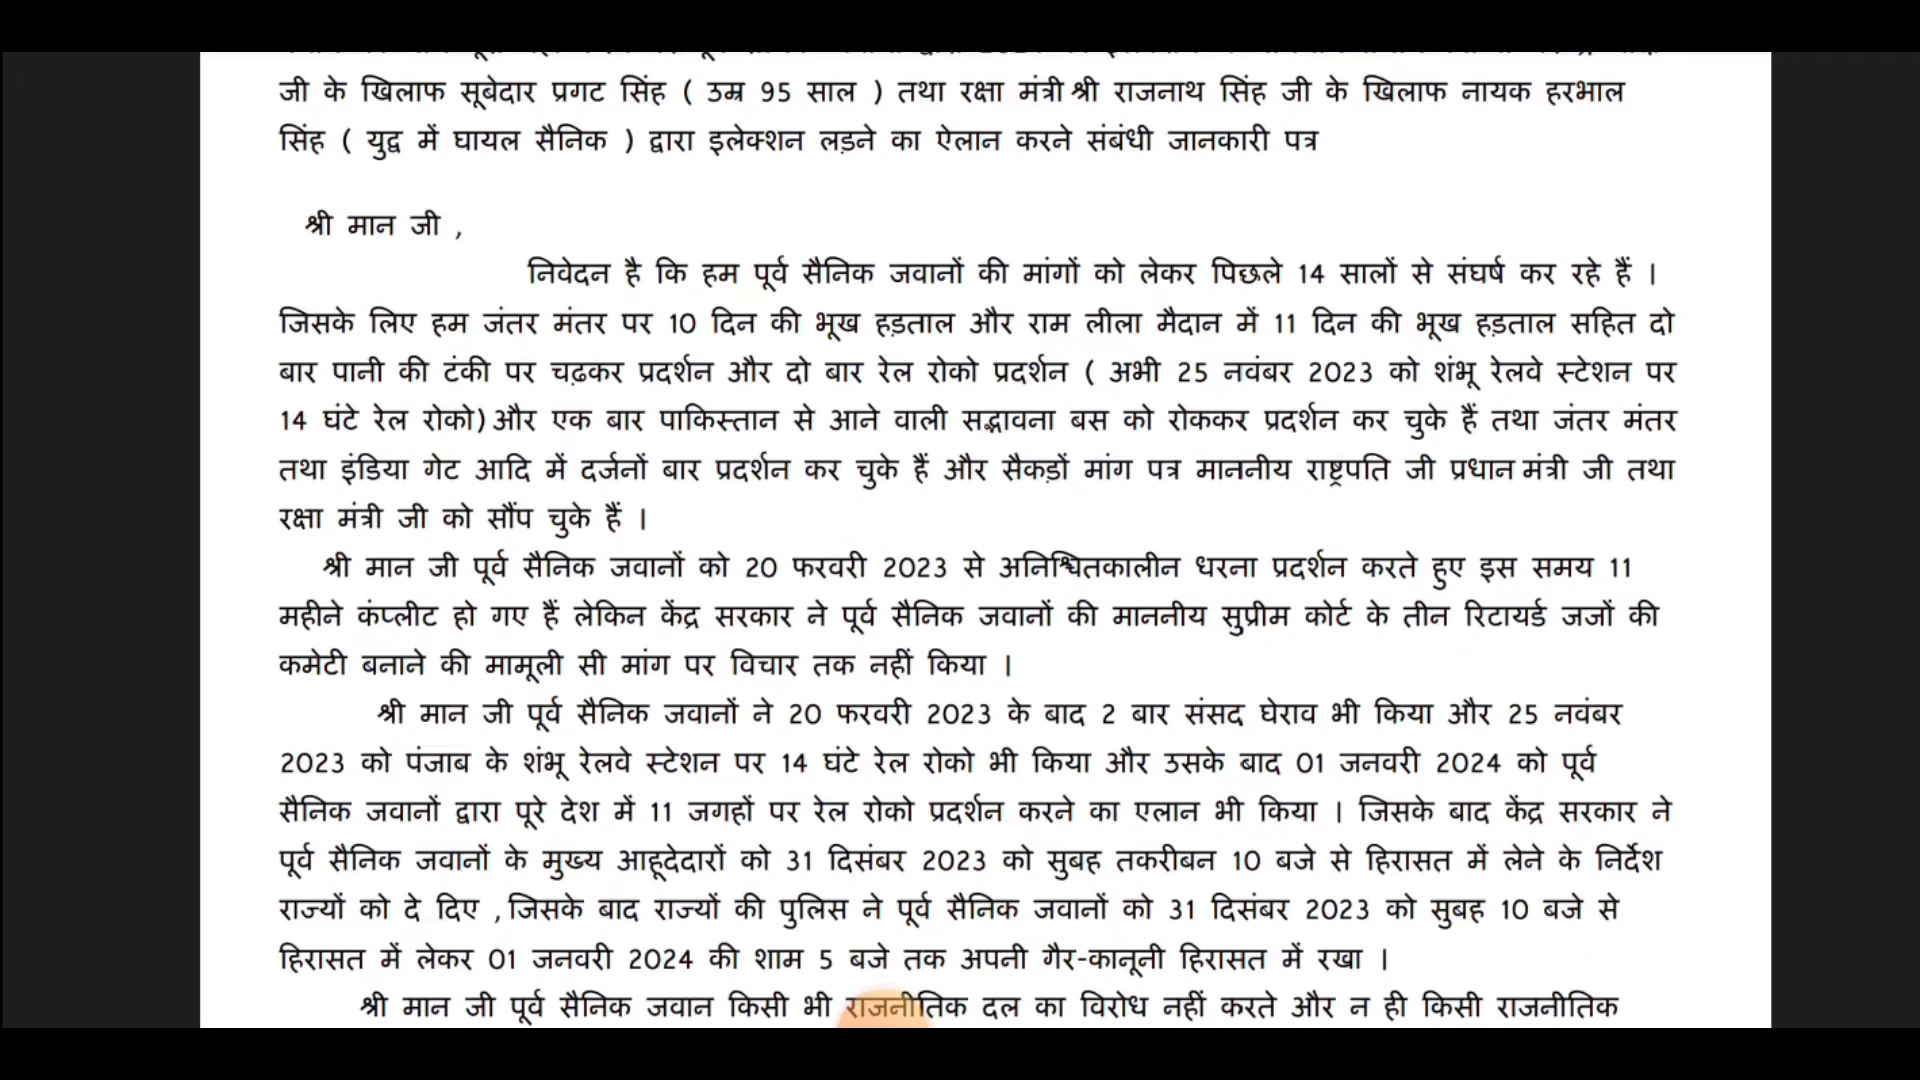 जी के खिलाफ सूबेदार प्रगट सिंह ( उम्र 95 साल ) तथा रक्षा मंत्री श्री राजनाथ सिंह जी के खिलाफ नायक हरभाल
सिंह ( युद्व में घायल सैनिक ) द्वारा इलेक्शन लड़ने का ऐलान करने संबंधी जानकारी पत्र
श्री मान जी ,
निवेदन है कि हम पूर्व सैनिक जवानों की मांगों को लेकर पिछले 14 सालों से संघर्ष कर रहे हैं |
जिसके लिए हम जंतर मंतर पर 10 दिन की भूख हड़ताल और राम लीला मैदान में 11 दिन की भूख हड़ताल सहित दो
बार पानी की टंकी पर चढ़कर प्रदर्शन और दो बार रेल रोको प्रदर्शन ( अभी 25 नवंबर 2023 को शंभू रेलवे स्टेशन पर
14 घंटे रेल रोको) और एक बार पाकिस्तान से आने वाली सद्भावना बस को रोककर प्रदर्शन कर चुके हैं तथा जंतर मंतर
तथा इंडिया गेट आदि में दर्जनों बार प्रदर्शन कर चुके हैं और सैकड़ों मांग पत्र माननीय राष्ट्रपति जी प्रधान मंत्री जी तथा
रक्षा मंत्री जी को सौंप चुके हैं |
श्री मान जी पूर्व सैनिक जवानों को 20 फरवरी 2023 से अनिश्चितकालीन धरना प्रदर्शन करते हुए इस समय 11
महीने कंप्लीट हो गए हैं लेकिन केंद्र सरकार ने पूर्व सैनिक जवानों की माननीय सुप्रीम कोर्ट के तीन रिटायर्ड जजों की
कमेटी बनाने की मामूली सी मांग पर विचार तक नहीं किया |
श्री मान जी पूर्व सैनिक जवानों ने 20 फरवरी 2023 के बाद 2 बार संसद घेराव भी किया और 25 नवंबर
2023 को पंजाब के शंभू रेलवे स्टेशन पर 14 घंटे रेल रोको भी किया और उसके बाद 01 जनवरी 2024 को पूर्व
सैनिक जवानों द्वारा पूरे देश में 11 जगहों पर रेल रोको प्रदर्शन करने का एलान भी किया | जिसके बाद केंद्र सरकार ने
पूर्व सैनिक जवानों के मुख्य आहूदेदारों को 31 दिसंबर 2023 को सुबह तकरीबन 10 बजे से हिरासत में लेने के निर्देश
राज्यों को दे दिए , जिसके बाद राज्यों की पुलिस ने पूर्व सैनिक जवानों को 31 दिसंबर 2023 को सुबह 10 बजे से
हिरासत में लेकर 01 जनवरी 2024 की शाम 5 बजे तक अपनी गैर-कानूनी हिरासत में रखा |
श्री मान जी पूर्व सैनिक जवान किसी भी राजनीतिक दल का विरोध नहीं करते और न ही किसी राजनीतिक